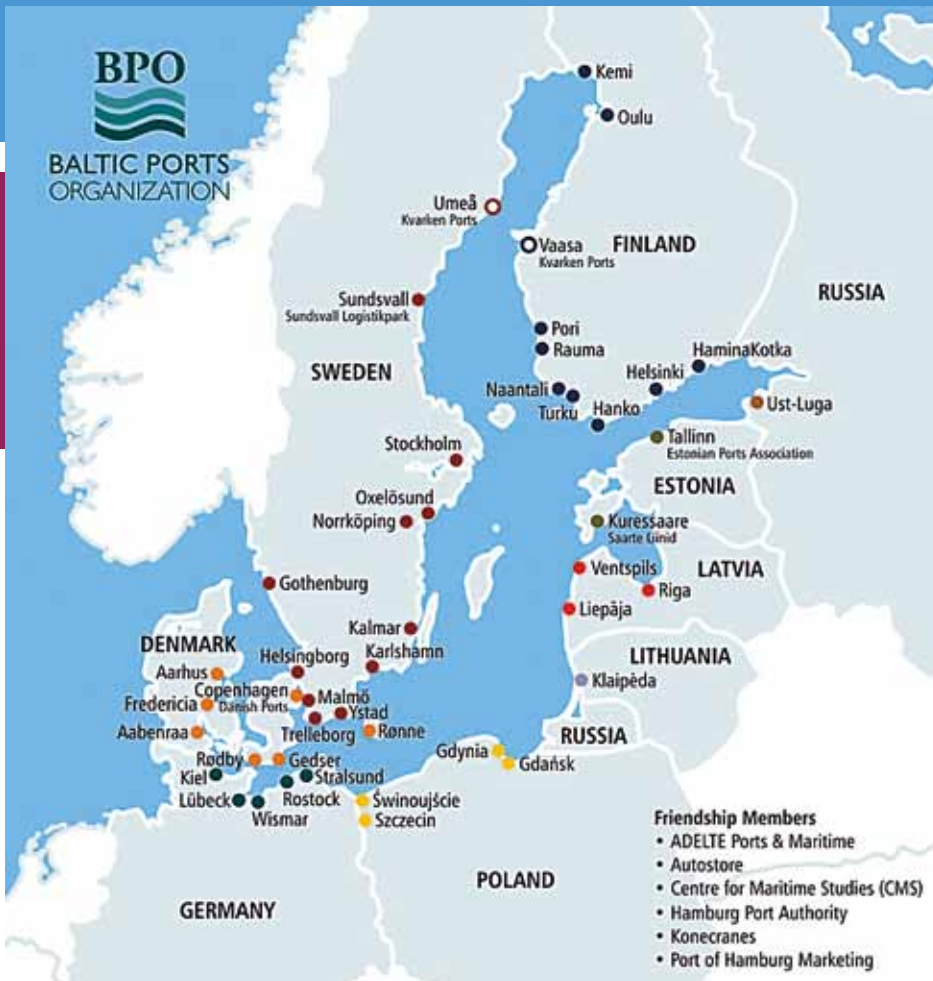 BPO
BALTIC PORTS
ORGANIZATION
Kemi
Oulu
Umeå
Kvarken Ports
Vaasa
Kvarken Ports
FINLAND
RUSSIA
Sundsvall
Sundsvall Logistikpark
Pori
Rauma
SWEDEN
HaminaKotka
Helsinki
Naantali
Turku
Hanko
Ust-Luga
Tallinn
Estonian Ports Association
Stockholm
ESTONIA
Oxelösund
Norrköping
Kuressaare
Saarte Liinid
Ventspils
LATVIA
Gothenburg
Riga
Liepāja
Kalmar
DENMARK
Helsingborg
Karlshamn
LITHUANIA
Aarhus
Klaipėda
Copenhagen
Danish Ports
Malmö
Fredericia
Ystad
Aabenraa
Trelleborg
Rønne
RUSSIA
Gdynia
Rødby
Gedser
Gdańsk
Kiel
Stralsund
Lübeck
Rostock
Świnoujście
Wismar
Szczecin
POLAND
GERMANY
Friendship Members
• ADELTE Ports & Maritime
• Autostore
• Centre for Maritime Studies (CMS)
• Hamburg Port Authority
• Konecranes
• Port of Hamburg Marketing